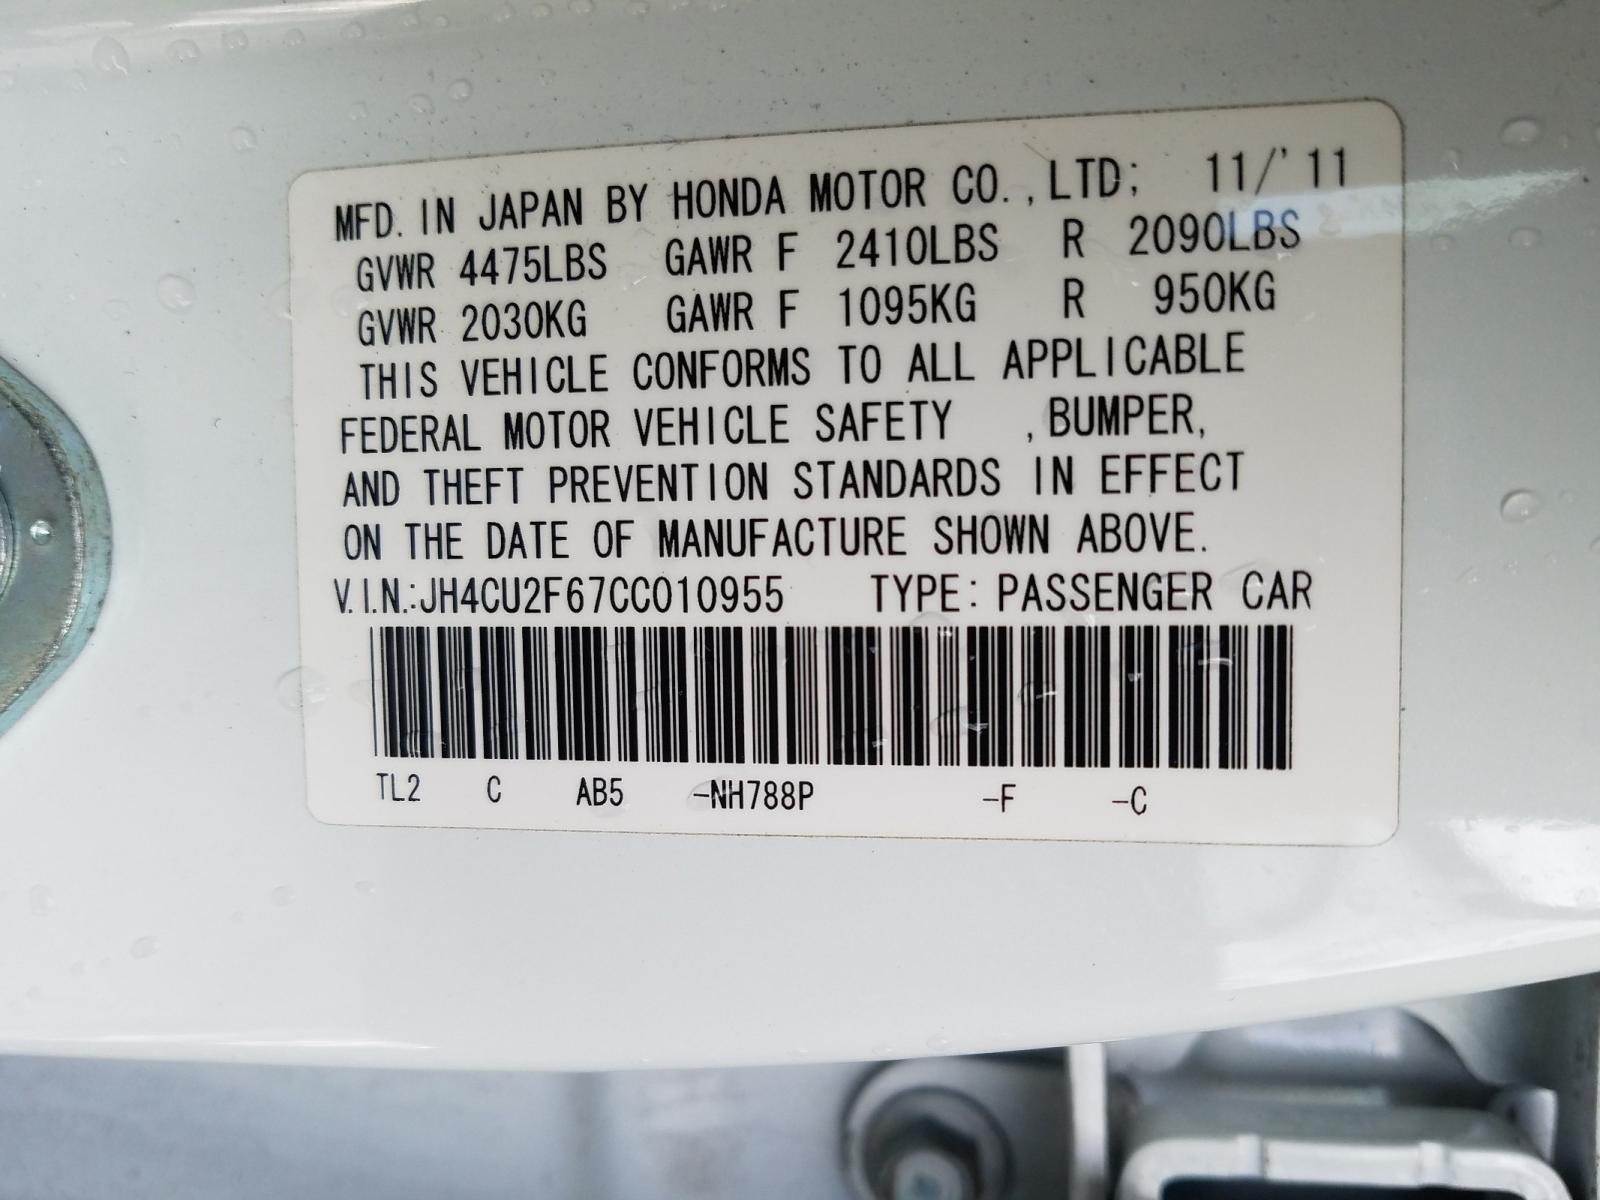 MFD. IN JAPAN BY HONDA MOTOR CO., LTD; 11/'11
GVWR 4475LBS GAWR F 2410LBS R 2090LBS
GVWR 2030KG GAWR F 1095KG R 950KG
THIS VEHICLE CONFORMS TO ALL APPLICABLE
FEDERAL MOTOR VEHICLE SAFETY , BUMPER,
AND THEFT PREVENTION STANDARDS IN EFFECT
ON THE DATE OF MANUFACTURE SHOWN ABOVE.
V.I.N.:JH4CU2F67CC010955 TYPE: PASSENGER CAR
TL2 C AB5 -NH788P -F -C